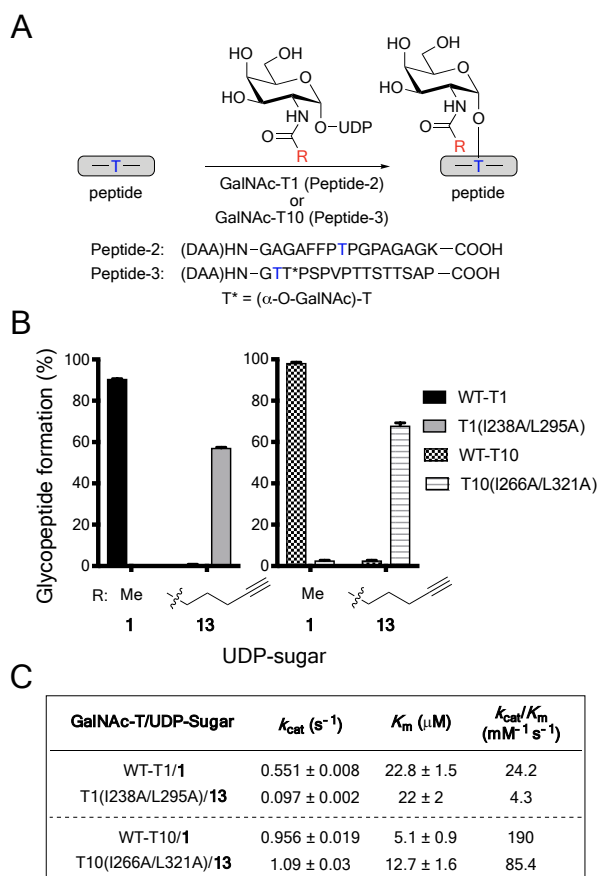 A
HO
OH
O
HO
HN
O
O
UDP
R
HO
OH
O
HO
HN
O
O
R
T
peptide
T
peptide
GalNAc-T1 (Peptide-2)
or
GalNAc-T10 (Peptide-3)
Peptide-2: (DAA)HN–GAGAFFPTPGPAGAGK–COOH
Peptide-3: (DAA)HN–GTT*PSPVPTTSTTSAP–COOH
T* = (α-O-GalNAc)-T
B
Glycopeptide formation (%)
100
80
60
40
20
0
100
80
60
40
20
0
WT-T1
T1(I238A/L295A)
WT-T10
T10(I266A/L321A)
R: Me
Me
1 13 1 13
UDP-sugar
C
GalNAc-T/UDP-Sugar kcat (s⁻¹) Km (μM) kcat/Km (mM⁻¹ s⁻¹)
WT-T1/1 0.551 ± 0.008 22.8 ± 1.5 24.2
T1(I238A/L295A)/13 0.097 ± 0.002 22 ± 2 4.3
WT-T10/1 0.956 ± 0.019 5.1 ± 0.9 190
T10(I266A/L321A)/13 1.09 ± 0.03 12.7 ± 1.6 85.4